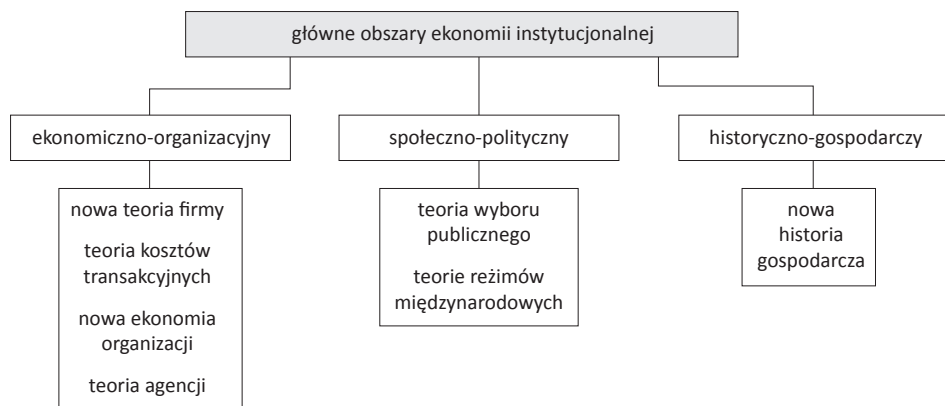 główne obszary ekonomii instytucjonalnej
ekonomiczno-organizacyjny
społeczno-polityczny
historyczno-gospodarczy
nowa teoria firmy
teoria kosztów
transakcyjnych
nowa ekonomia
organizacji
teoria agencji
teoria wyboru
publicznego
teorie reżimów
międzynarodowych
nowa
historia
gospodarcza